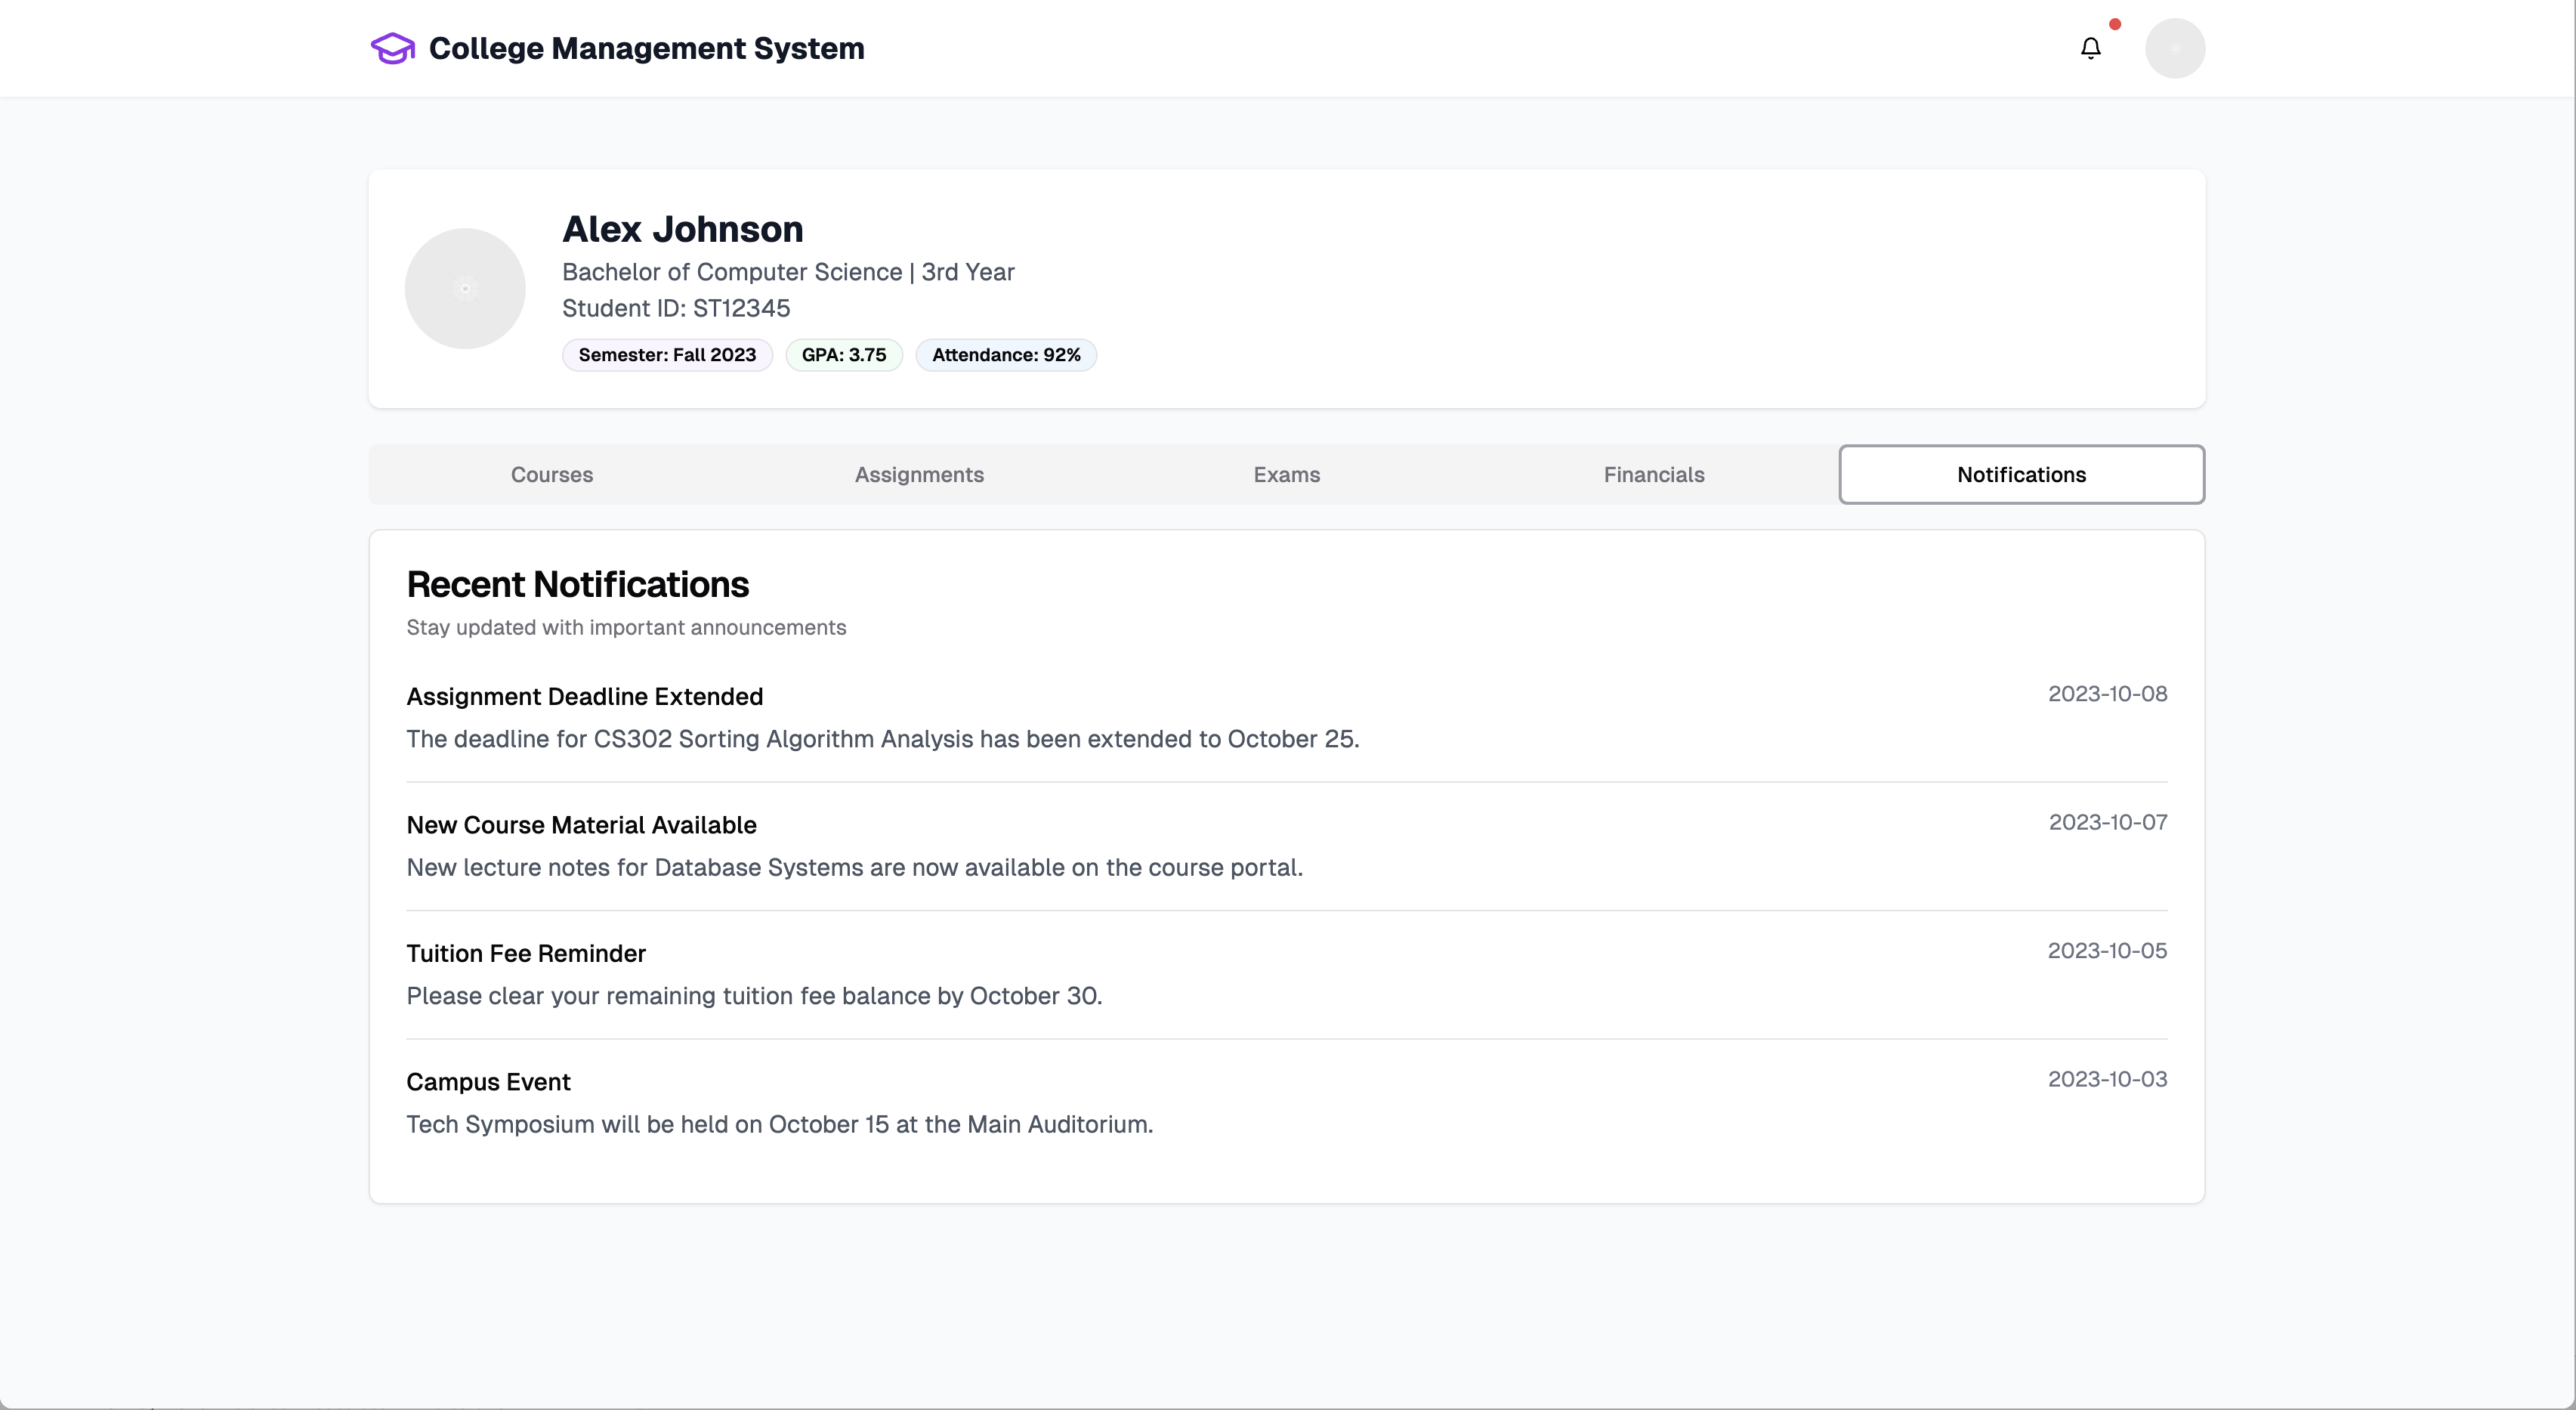 College Management System
Alex Johnson
Bachelor of Computer Science | 3rd Year
Student ID: ST12345
Semester: Fall 2023 GPA: 3.75 Attendance: 92%
Courses Assignments Exams Financials Notifications
Recent Notifications
Stay updated with important announcements
Assignment Deadline Extended 2023-10-08
The deadline for CS302 Sorting Algorithm Analysis has been extended to October 25.
New Course Material Available 2023-10-07
New lecture notes for Database Systems are now available on the course portal.
Tuition Fee Reminder 2023-10-05
Please clear your remaining tuition fee balance by October 30.
Campus Event 2023-10-03
Tech Symposium will be held on October 15 at the Main Auditorium.